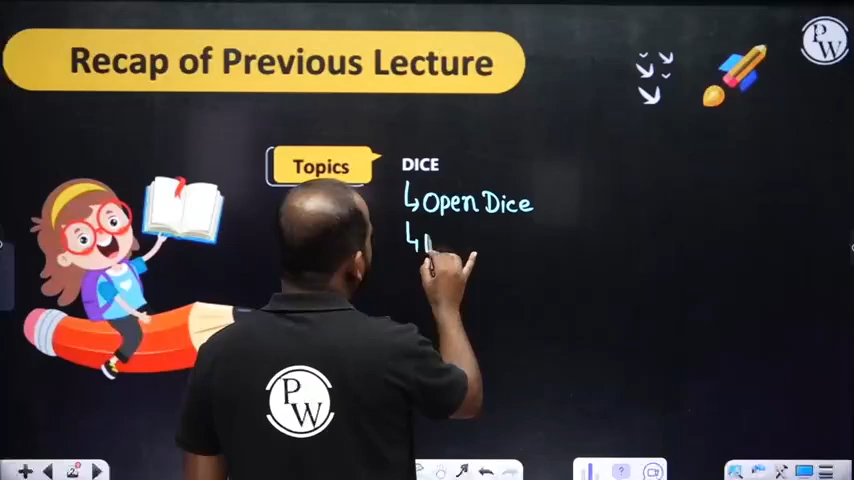 Recap of Previous Lecture
PW
Topics
DICE
↳ Open Dice
↳
PW